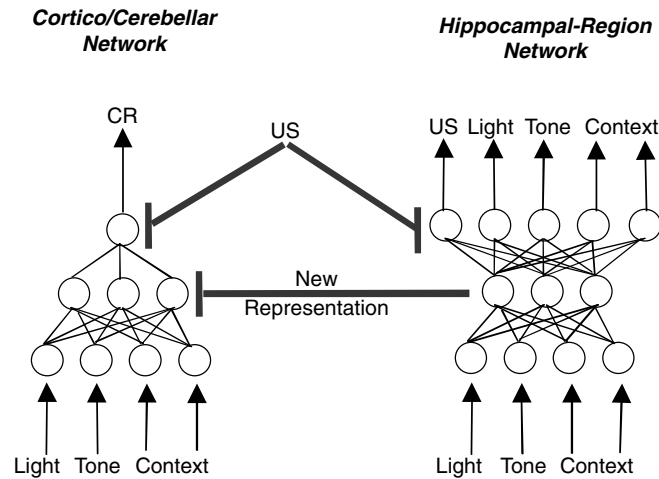 Cortico/Cerebellar
Network
Hippocampal-Region
Network
CR
US
US Light Tone Context
New
Representation
Light Tone Context
Light Tone Context